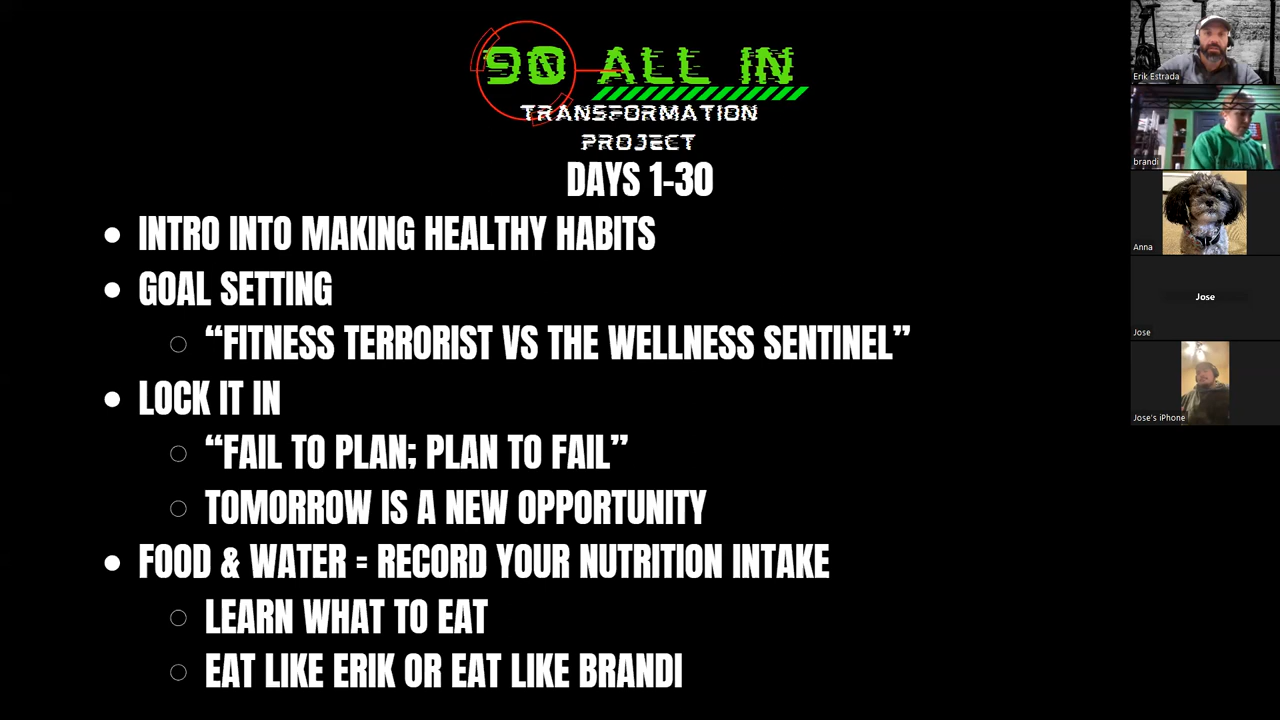 90 ALL IN
TRANSFORMATION
PROJECT
DAYS 1-30
INTRO INTO MAKING HEALTHY HABITS
GOAL SETTING
“FITNESS TERRORIST VS THE WELLNESS SENTINEL”
LOCK IT IN
“FAIL TO PLAN; PLAN TO FAIL”
TOMORROW IS A NEW OPPORTUNITY
FOOD & WATER = RECORD YOUR NUTRITION INTAKE
LEARN WHAT TO EAT
EAT LIKE ERIK OR EAT LIKE BRANDI
Erik Estrada
brandi
Anna
Jose
Jose
Jose's iPhone